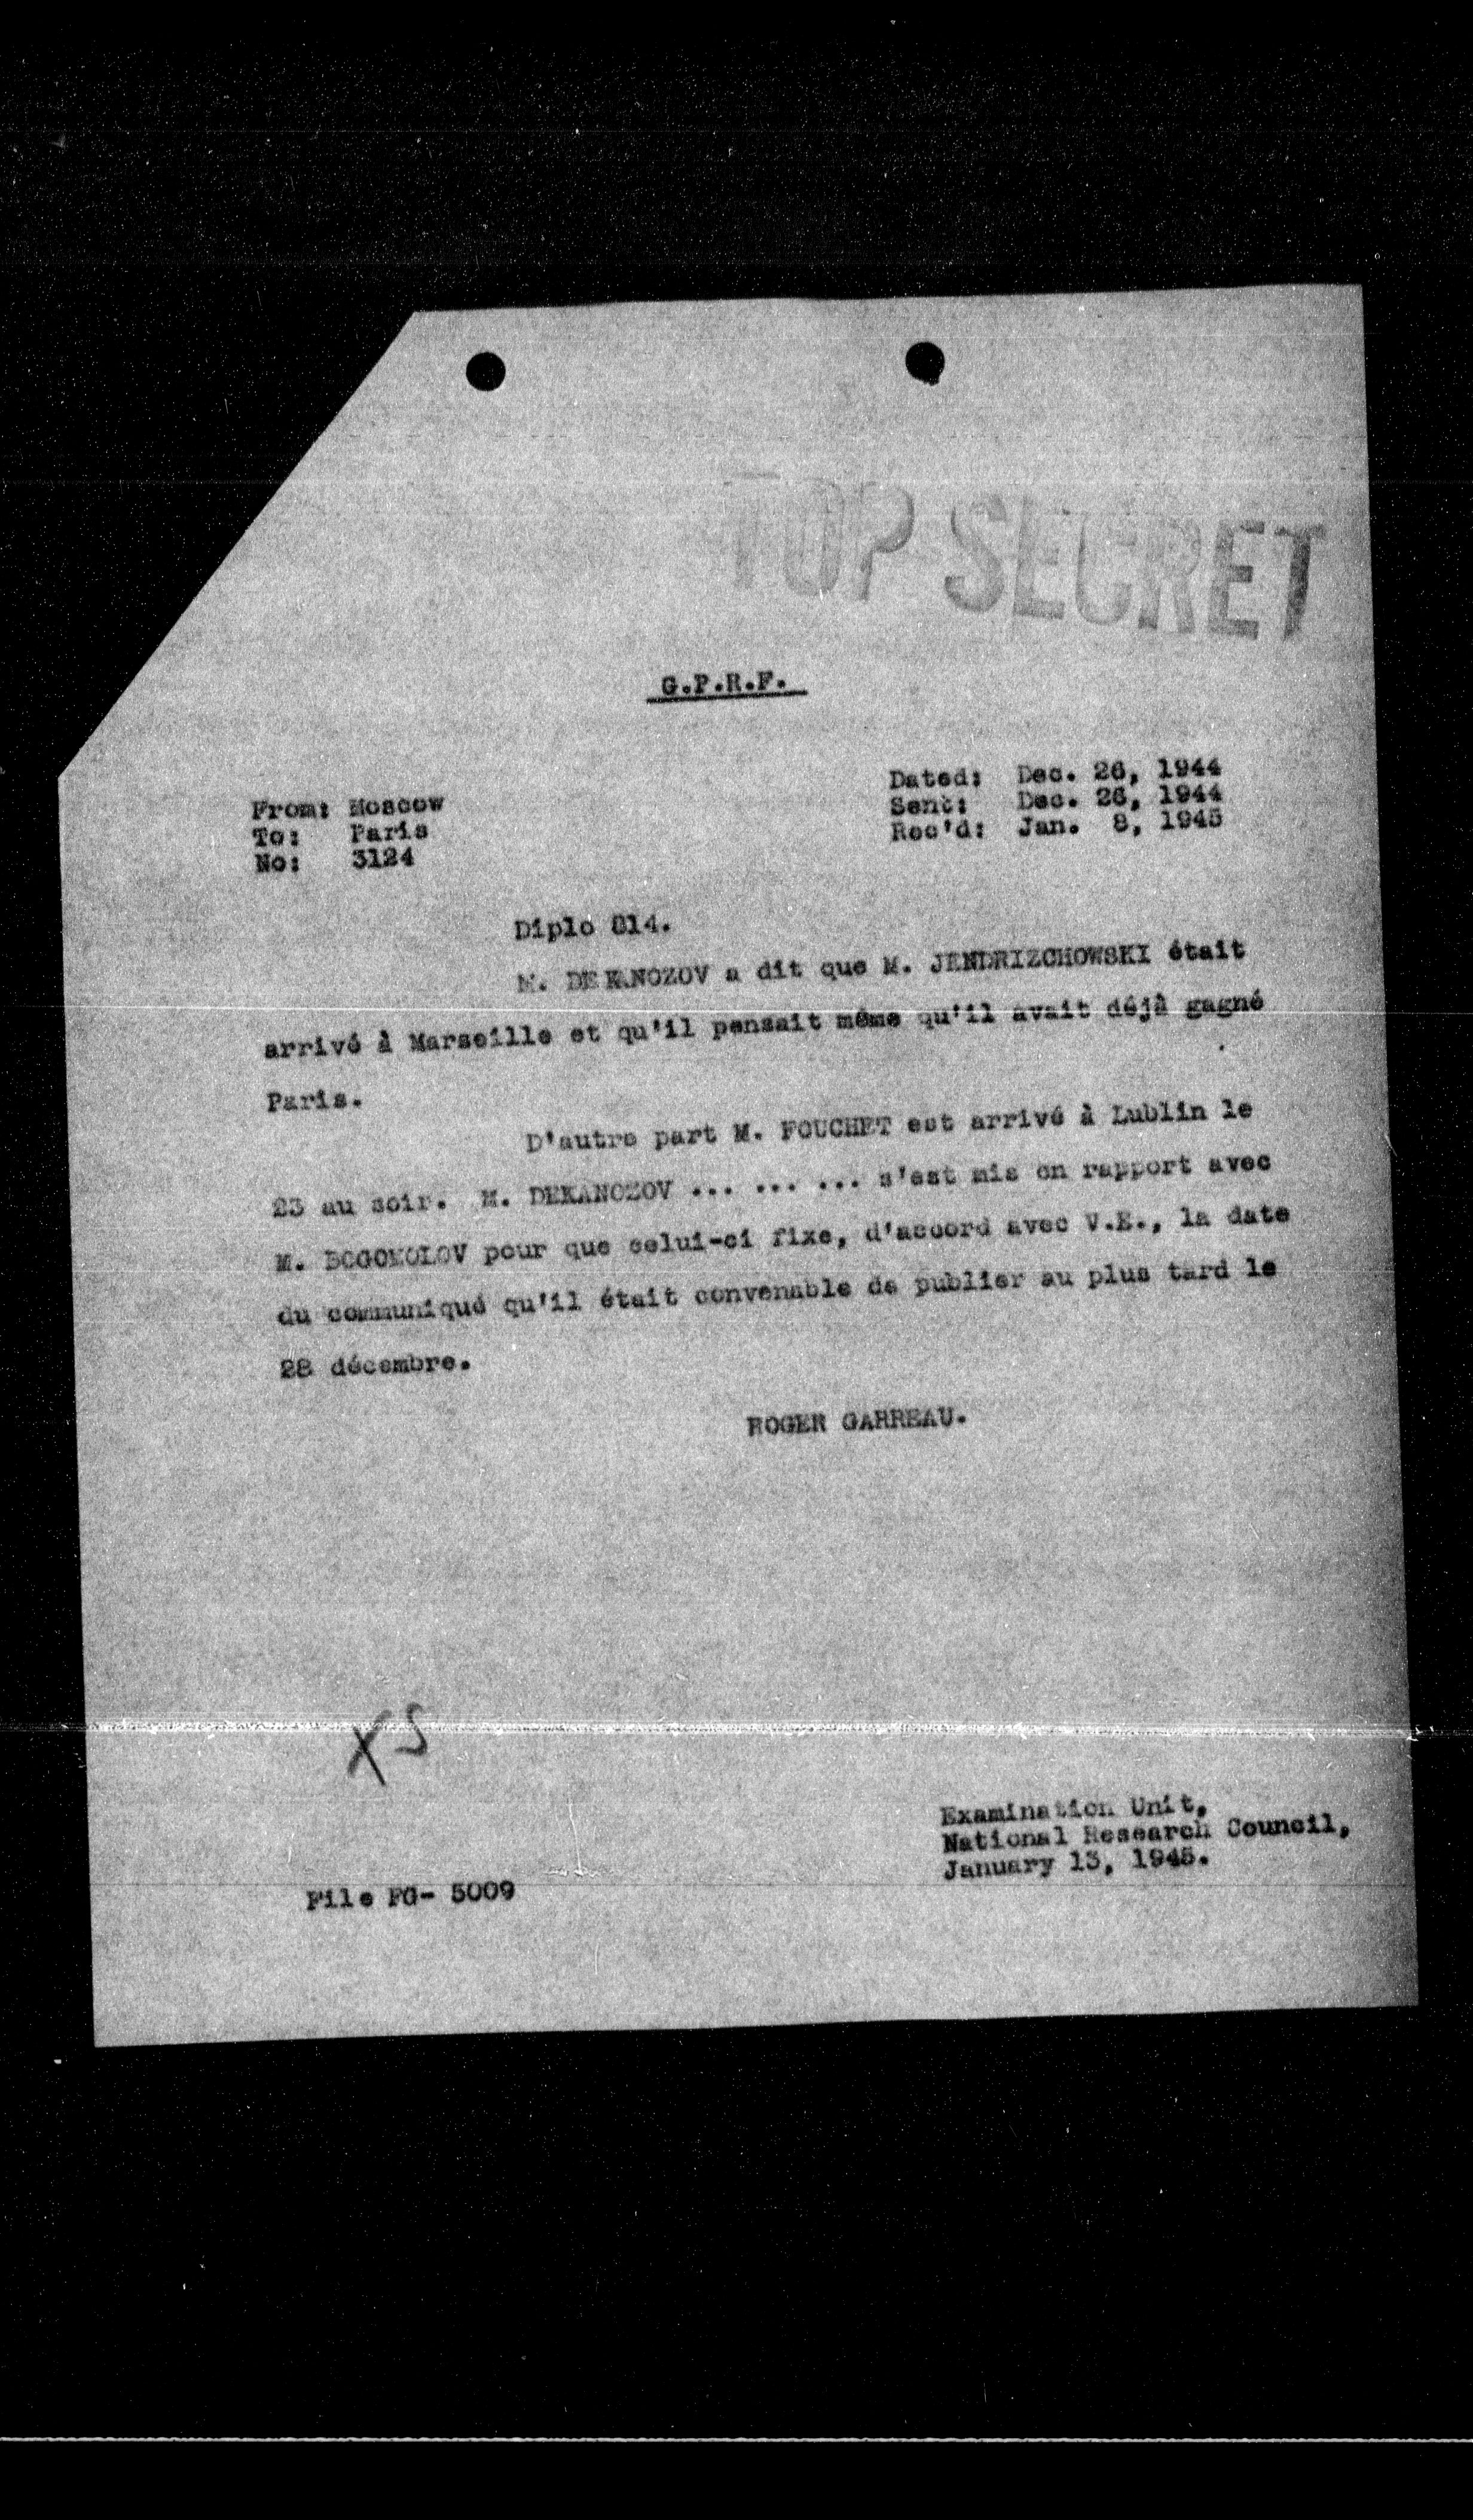 TOP SECRET
G.P.R.F.
From: Moscow
To: Paris
No: 3124
Dated: Dec. 26, 1944
Sent: Dec. 26, 1944
Rec'd: Jan. 8, 1945
Diplo 814.
M. DEKANOZOV a dit que M. JENDRIZCHOWSKI était
arrivé à Marseille et qu'il pensait même qu'il avait déjà gagné
Paris.
D'autre part M. FOUCHET est arrivé à Lublin le
23 au soir. M. DEKANOZOV ... ... ... s'est mis en rapport avec
M. BOGOMOLOV pour que celui-ci fixe, d'accord avec V.E., la date
du communiqué qu'il était convenable de publier au plus tard le
28 décembre.
ROGER GARREAU.
XS
Examination Unit,
National Research Council,
January 13, 1945.
File FG- 5009